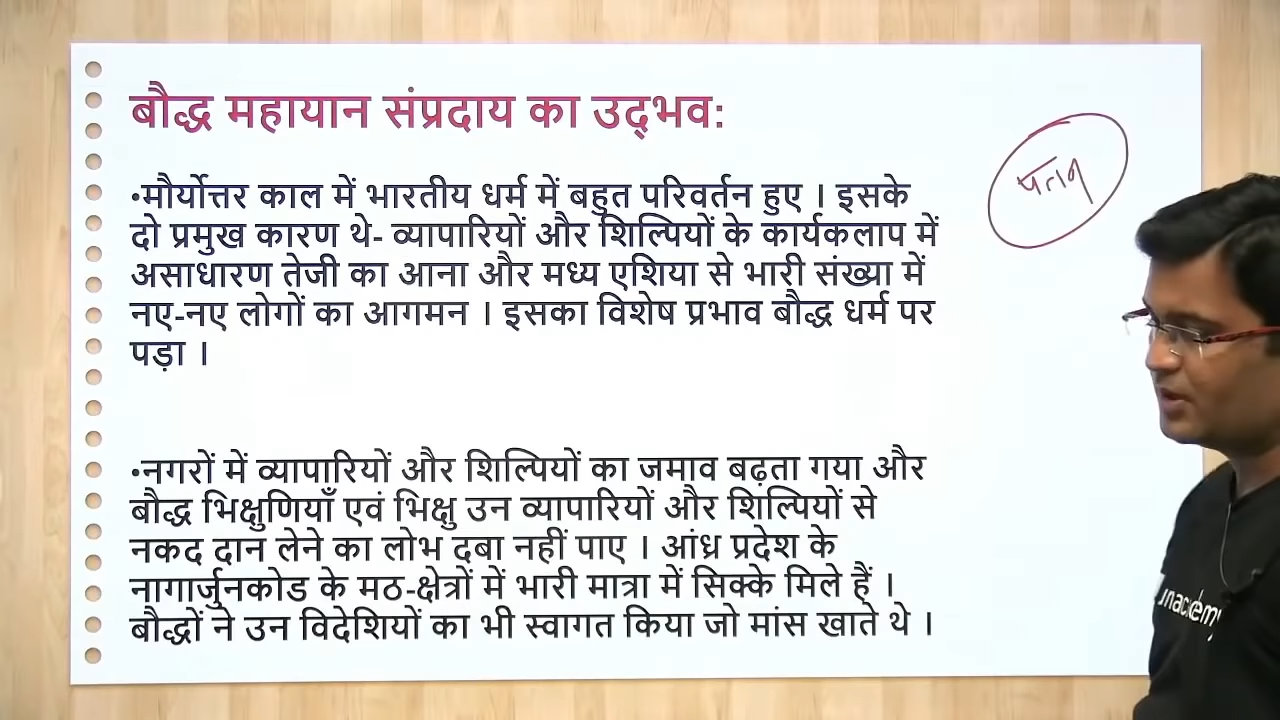 बौद्ध महायान संप्रदाय का उद्भव:
•मौर्योत्तर काल में भारतीय धर्म में बहुत परिवर्तन हुए । इसके
दो प्रमुख कारण थे- व्यापारियों और शिल्पियों के कार्यकलाप में
असाधारण तेजी का आना और मध्य एशिया से भारी संख्या में
नए-नए लोगों का आगमन । इसका विशेष प्रभाव बौद्ध धर्म पर
पड़ा ।
पतन
•नगरों में व्यापारियों और शिल्पियों का जमाव बढ़ता गया और
बौद्ध भिक्षुणियाँ एवं भिक्षु उन व्यापारियों और शिल्पियों से
नकद दान लेने का लोभ दबा नहीं पाए । आंध्र प्रदेश के
नागार्जुनकोड के मठ-क्षेत्रों में भारी मात्रा में सिक्के मिले हैं ।
बौद्धों ने उन विदेशियों का भी स्वागत किया जो मांस खाते थे ।
unacademy